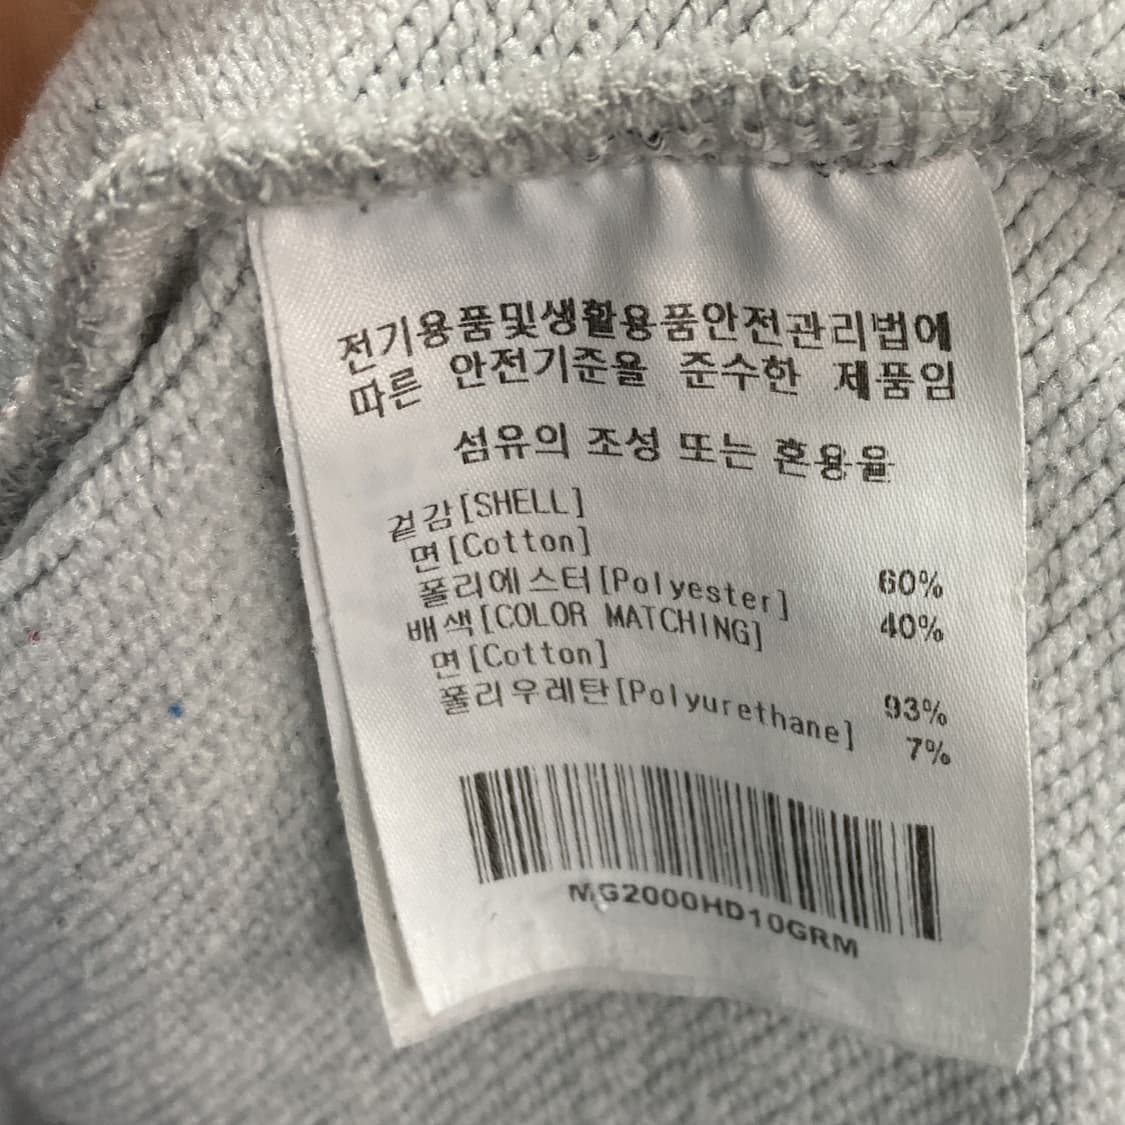 전기용품및생활용품안전관리법에
따른 안전기준을 준수한 제품임
섬유의 조성 또는 혼용율
겉감[SHELL]
면[Cotton] 60%
폴리에스터[Polyester] 40%
배색[COLOR MATCHING]
면[Cotton] 93%
폴리우레탄[Polyurethane] 7%
MG2000HD10GRM